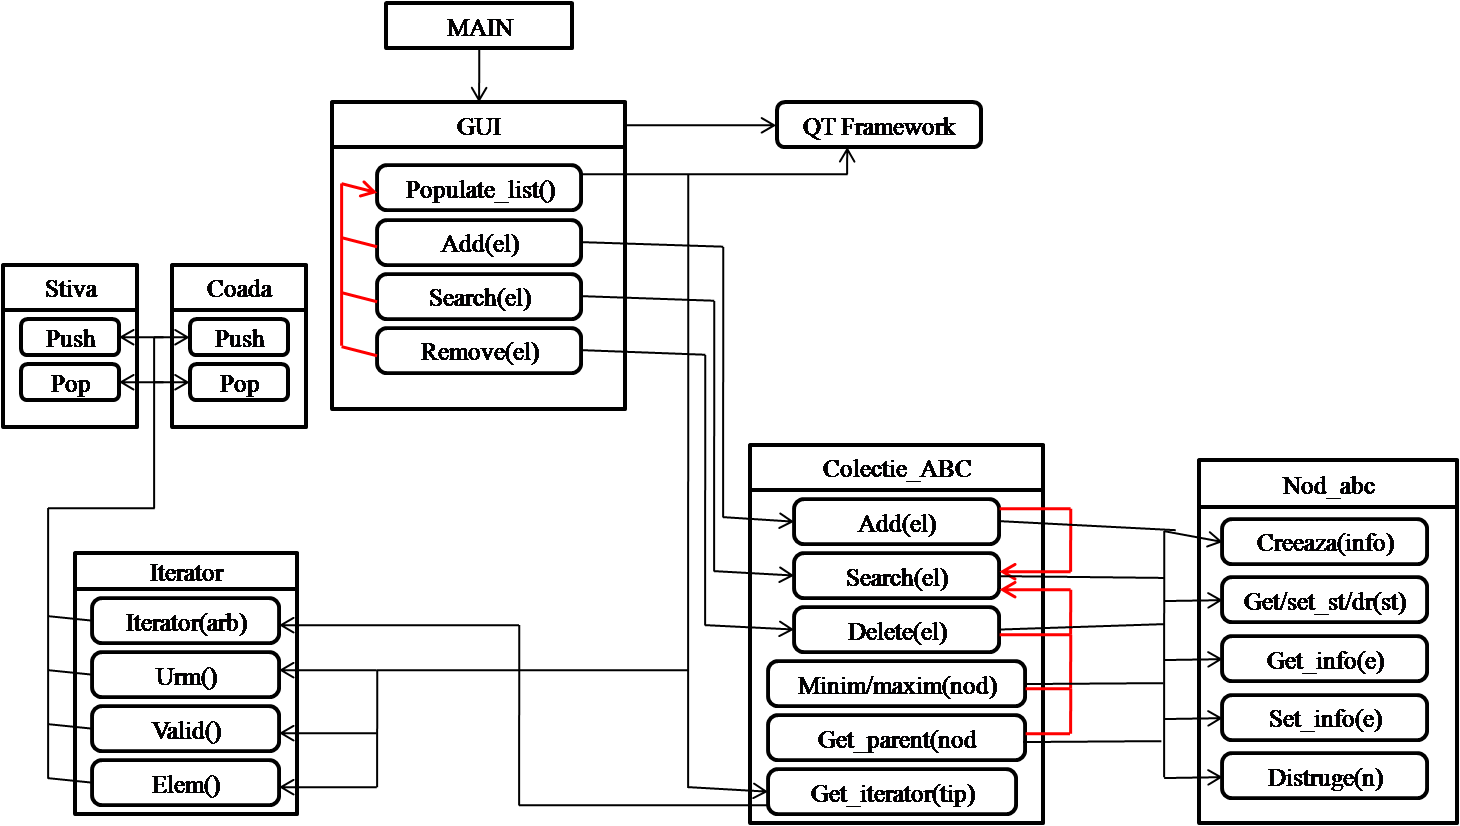 MAIN
GUI
QT Framework
Populate_list()
Add(el)
Search(el)
Remove(el)
Stiva
Push
Pop
Coada
Push
Pop
Colectie_ABC
Add(el)
Search(el)
Delete(el)
Minim/maxim(nod)
Get_parent(nod
Get_iterator(tip)
Nod_abc
Creeaza(info)
Get/set_st/dr(st)
Get_info(e)
Set_info(e)
Distruge(n)
Iterator
Iterator(arb)
Urm()
Valid()
Elem()